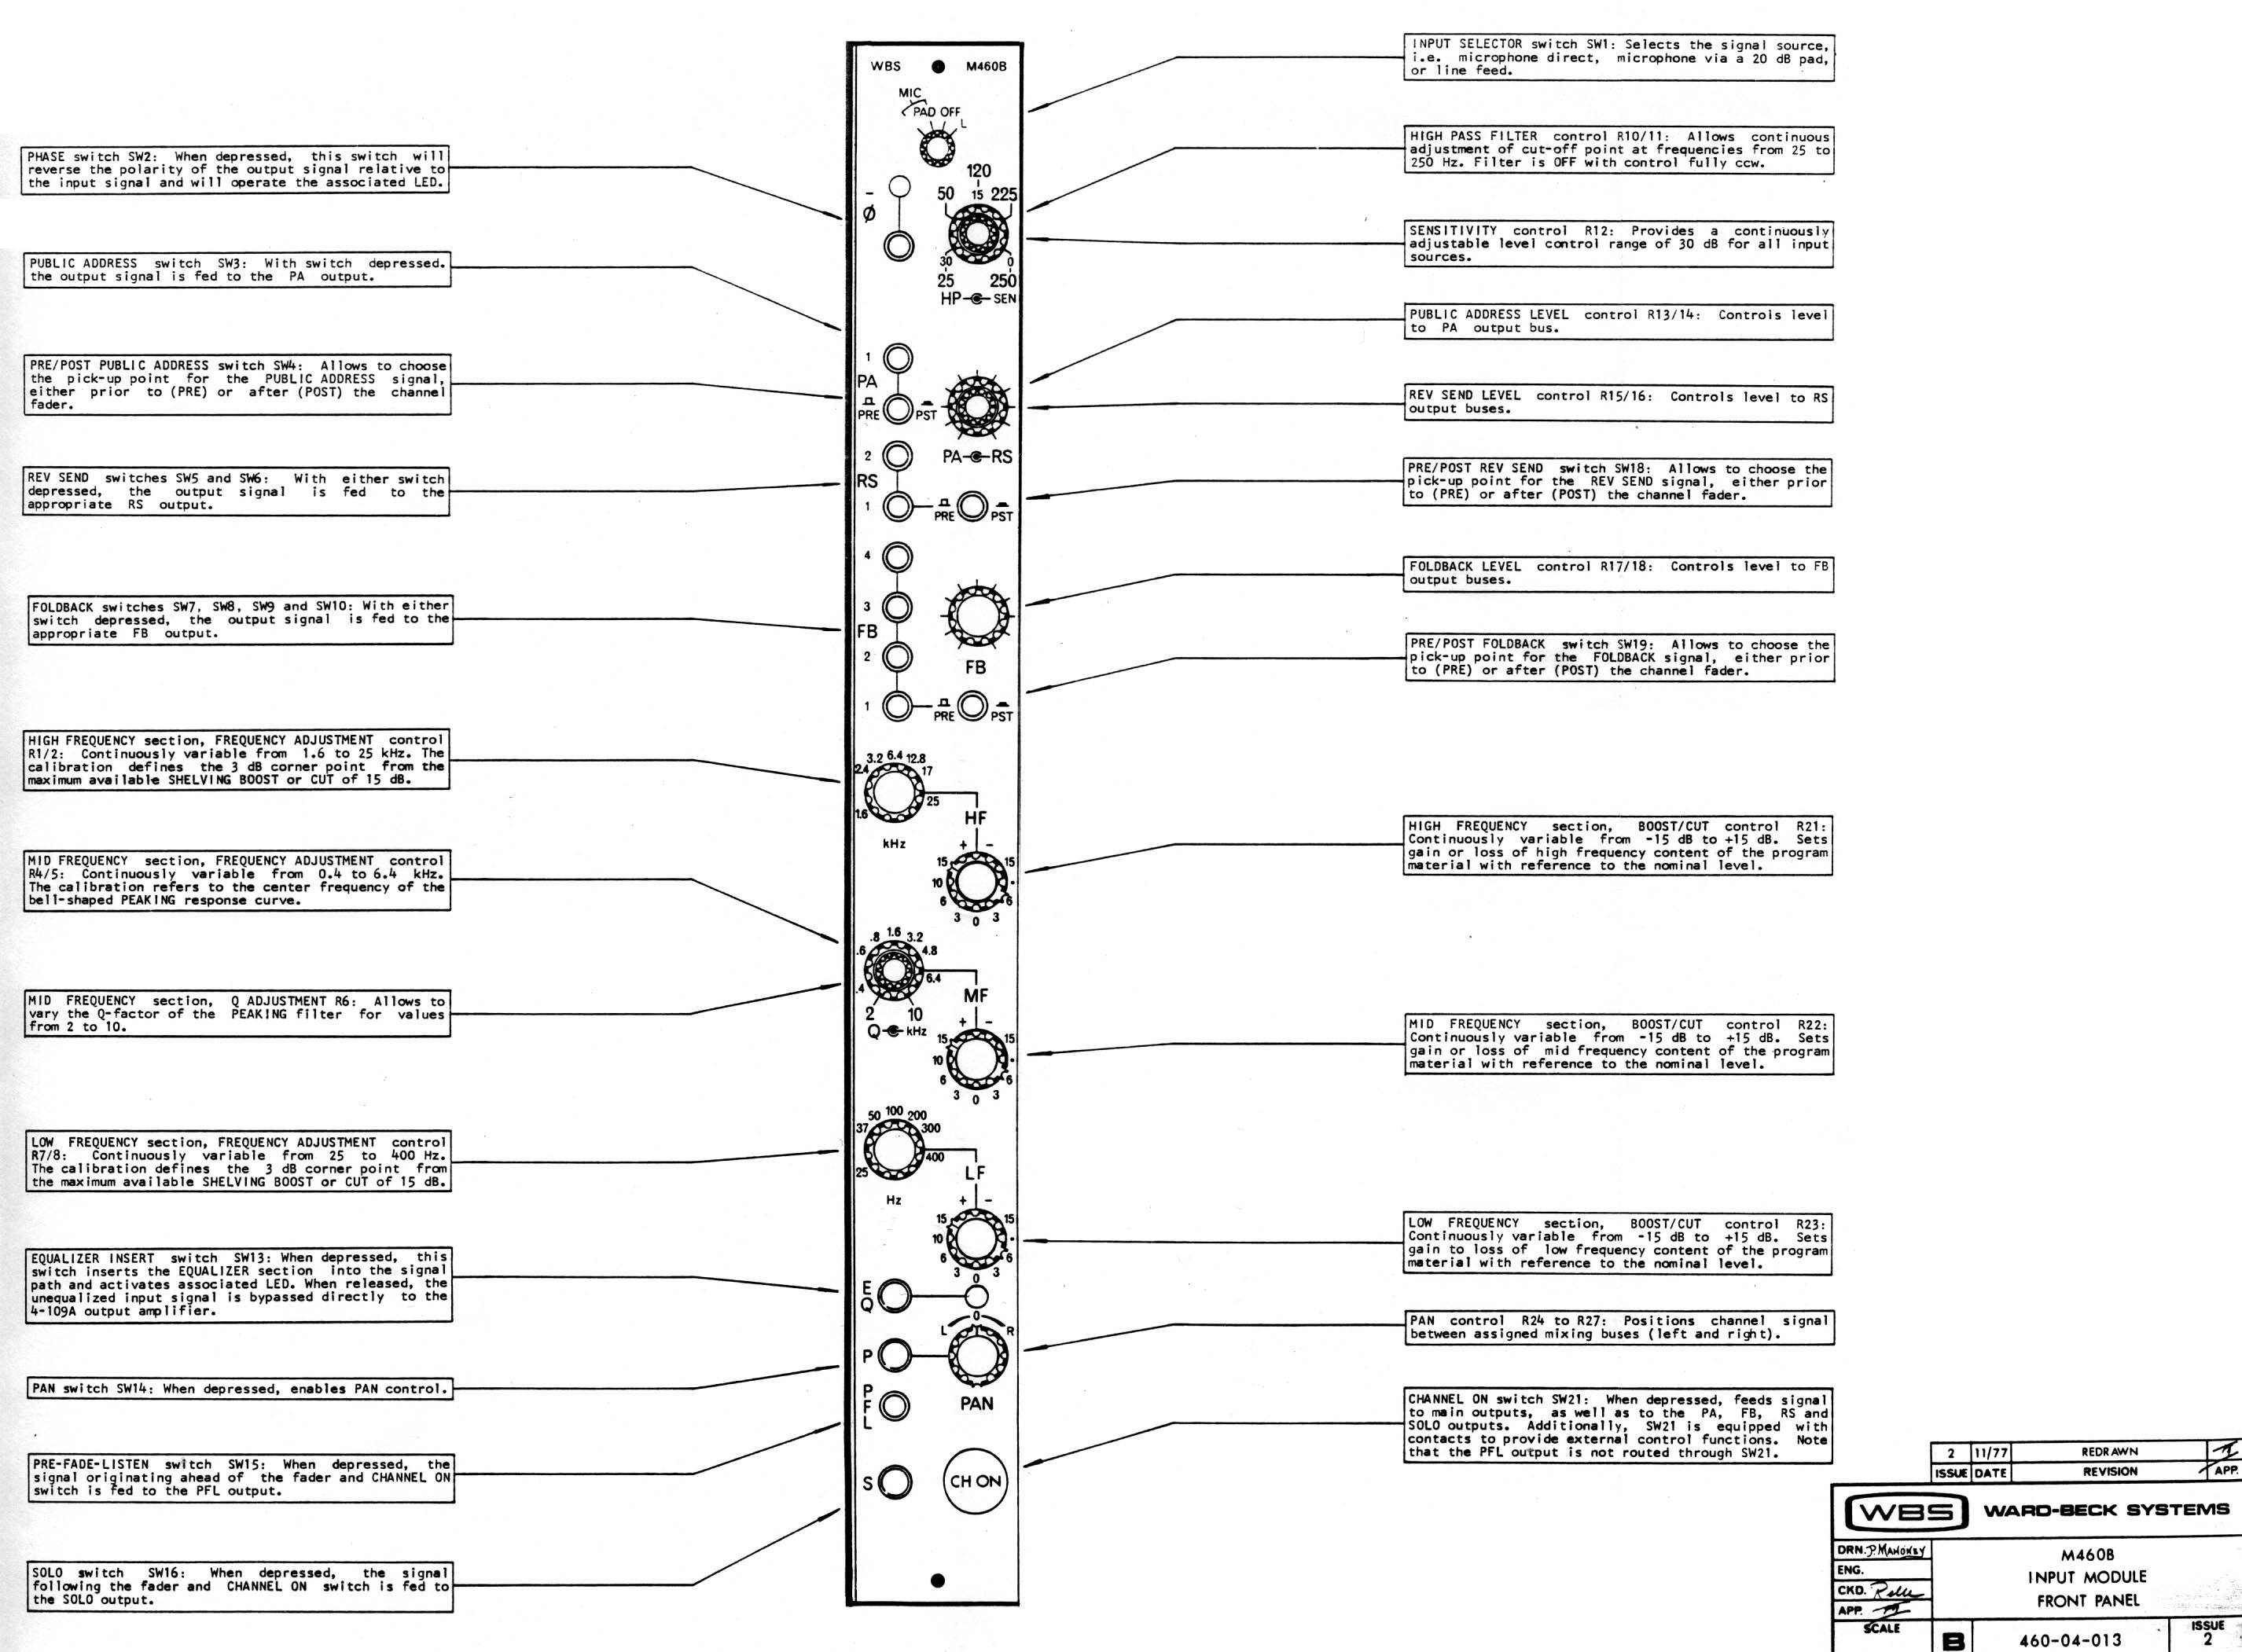 PHASE switch SW2: When depressed, this switch will
reverse the polarity of the output signal relative to
the input signal and will operate the associated LED.
PUBLIC ADDRESS switch SW3: With switch depressed.
the output signal is fed to the PA output.
PRE/POST PUBLIC ADDRESS switch SW4: Allows to choose
the pick-up point for the PUBLIC ADDRESS signal,
either prior to (PRE) or after (POST) the channel
fader.
REV SEND switches SW5 and SW6: With either switch
depressed, the output signal is fed to the
appropriate RS output.
FOLDBACK switches SW7, SW8, SW9 and SW10: With either
switch depressed, the output signal is fed to the
appropriate FB output.
HIGH FREQUENCY section, FREQUENCY ADJUSTMENT control
R1/2: Continuously variable from 1.6 to 25 kHz. The
calibration defines the 3 dB corner point from the
maximum available SHELVING BOOST or CUT of 15 dB.
MID FREQUENCY section, FREQUENCY ADJUSTMENT control
R4/5: Continuously variable from 0.4 to 6.4 kHz.
The calibration refers to the center frequency of the
bell-shaped PEAKING response curve.
MID FREQUENCY section, Q ADJUSTMENT R6: Allows to
vary the Q-factor of the PEAKING filter for values
from 2 to 10.
LOW FREQUENCY section, FREQUENCY ADJUSTMENT control
R7/8: Continuously variable from 25 to 400 Hz.
The calibration defines the 3 dB corner point from
the maximum available SHELVING BOOST or CUT of 15 dB.
EQUALIZER INSERT switch SW13: When depressed, this
switch inserts the EQUALIZER section into the signal
path and activates associated LED. When released, the
unequalized input signal is bypassed directly to the
4-109A output amplifier.
PAN switch SW14: When depressed, enables PAN control.
PRE-FADE-LISTEN switch SW15: When depressed, the
signal originating ahead of the fader and CHANNEL ON
switch is fed to the PFL output.
SOLO switch SW16: When depressed, the signal
following the fader and CHANNEL ON switch is fed to
the SOLO output.
WBS M460B
MIC
PAD OFF
L
120
50 15 225
-
Ø
30 0
25 250
HP SEN
1
PA
PRE PST
2
PA RS
RS
1 PRE PST
4
3
FB
2
FB
1 PRE PST
3.2 6.4 12.8
2.4 17
25
1.6
HF
kHz
+ -
15 15
10
6 6
3 0 3
.8 1.6 3.2
.6 4.8
6.4
.4
MF
2 10
Q kHz
+ -
15 15
10
6 6
3 0 3
50 100 200
37 300
400
25
LF
Hz
+ -
15 15
10
6 6
3 0 3
E
Q
0
L R
P
PAN
P
F
L
S
CH ON
INPUT SELECTOR switch SW1: Selects the signal source,
i.e. microphone direct, microphone via a 20 dB pad,
or line feed.
HIGH PASS FILTER control R10/11: Allows continuous
adjustment of cut-off point at frequencies from 25 to
250 Hz. Filter is OFF with control fully ccw.
SENSITIVITY control R12: Provides a continuously
adjustable level control range of 30 dB for all input
sources.
PUBLIC ADDRESS LEVEL control R13/14: Controls level
to PA output bus.
REV SEND LEVEL control R15/16: Controls level to RS
output buses.
PRE/POST REV SEND switch SW18: Allows to choose the
pick-up point for the REV SEND signal, either prior
to (PRE) or after (POST) the channel fader.
FOLDBACK LEVEL control R17/18: Controls level to FB
output buses.
PRE/POST FOLDBACK switch SW19: Allows to choose the
pick-up point for the FOLDBACK signal, either prior
to (PRE) or after (POST) the channel fader.
HIGH FREQUENCY section, BOOST/CUT control R21:
Continuously variable from -15 dB to +15 dB. Sets
gain or loss of high frequency content of the program
material with reference to the nominal level.
MID FREQUENCY section, BOOST/CUT control R22:
Continuously variable from -15 dB to +15 dB. Sets
gain or loss of mid frequency content of the program
material with reference to the nominal level.
LOW FREQUENCY section, BOOST/CUT control R23:
Continuously variable from -15 dB to +15 dB. Sets
gain to loss of low frequency content of the program
material with reference to the nominal level.
PAN control R24 to R27: Positions channel signal
between assigned mixing buses (left and right).
CHANNEL ON switch SW21: When depressed, feeds signal
to main outputs, as well as to the PA, FB, RS and
SOLO outputs. Additionally, SW21 is equipped with
contacts to provide external control functions. Note
that the PFL output is not routed through SW21.
2 11/77 REDRAWN
ISSUE DATE REVISION APP.
WBS WARD-BECK SYSTEMS
DRN. P. MAHONEY
ENG.
CKD.
APP.
SCALE
M460B
INPUT MODULE
FRONT PANEL
B 460-04-013
ISSUE
2